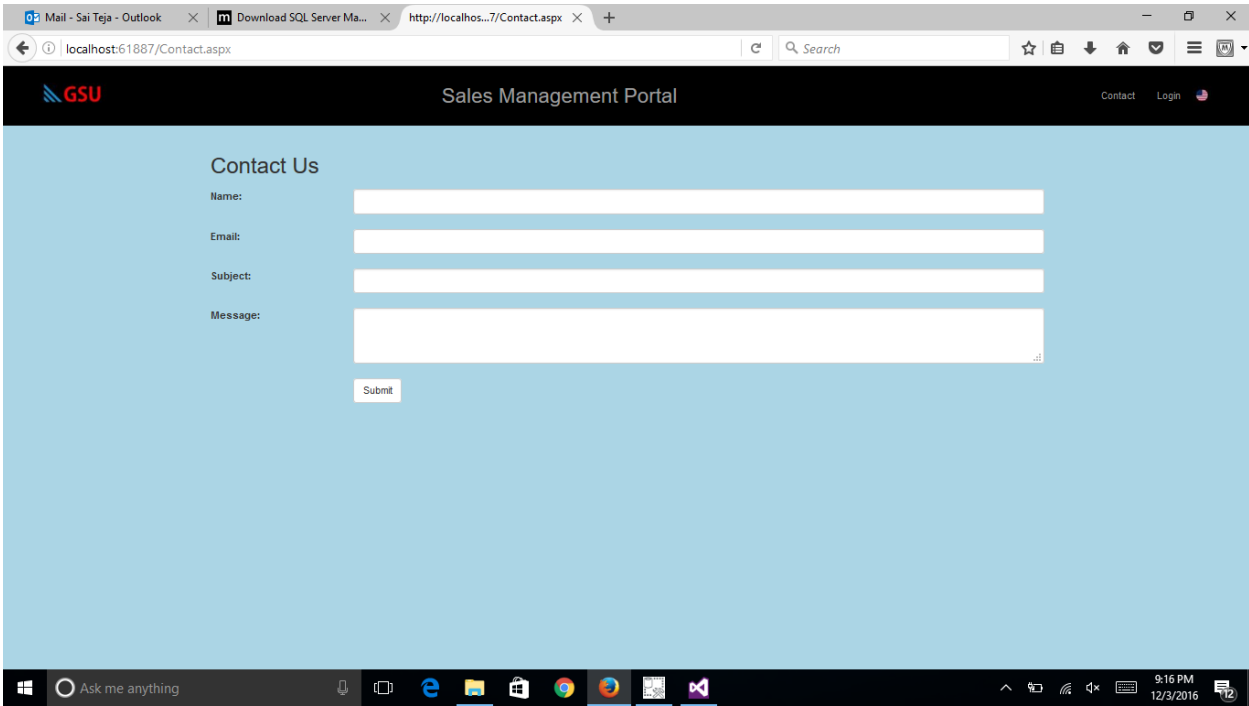 Mail - Sai Teja - Outlook
m Download SQL Server Ma...
http://localhos...7/Contact.aspx
localhost:61887/Contact.aspx
Search
GSU
Sales Management Portal
Contact
Login
Contact Us
Name:
Email:
Subject:
Message:
Submit
Ask me anything
9:16 PM
12/3/2016
12